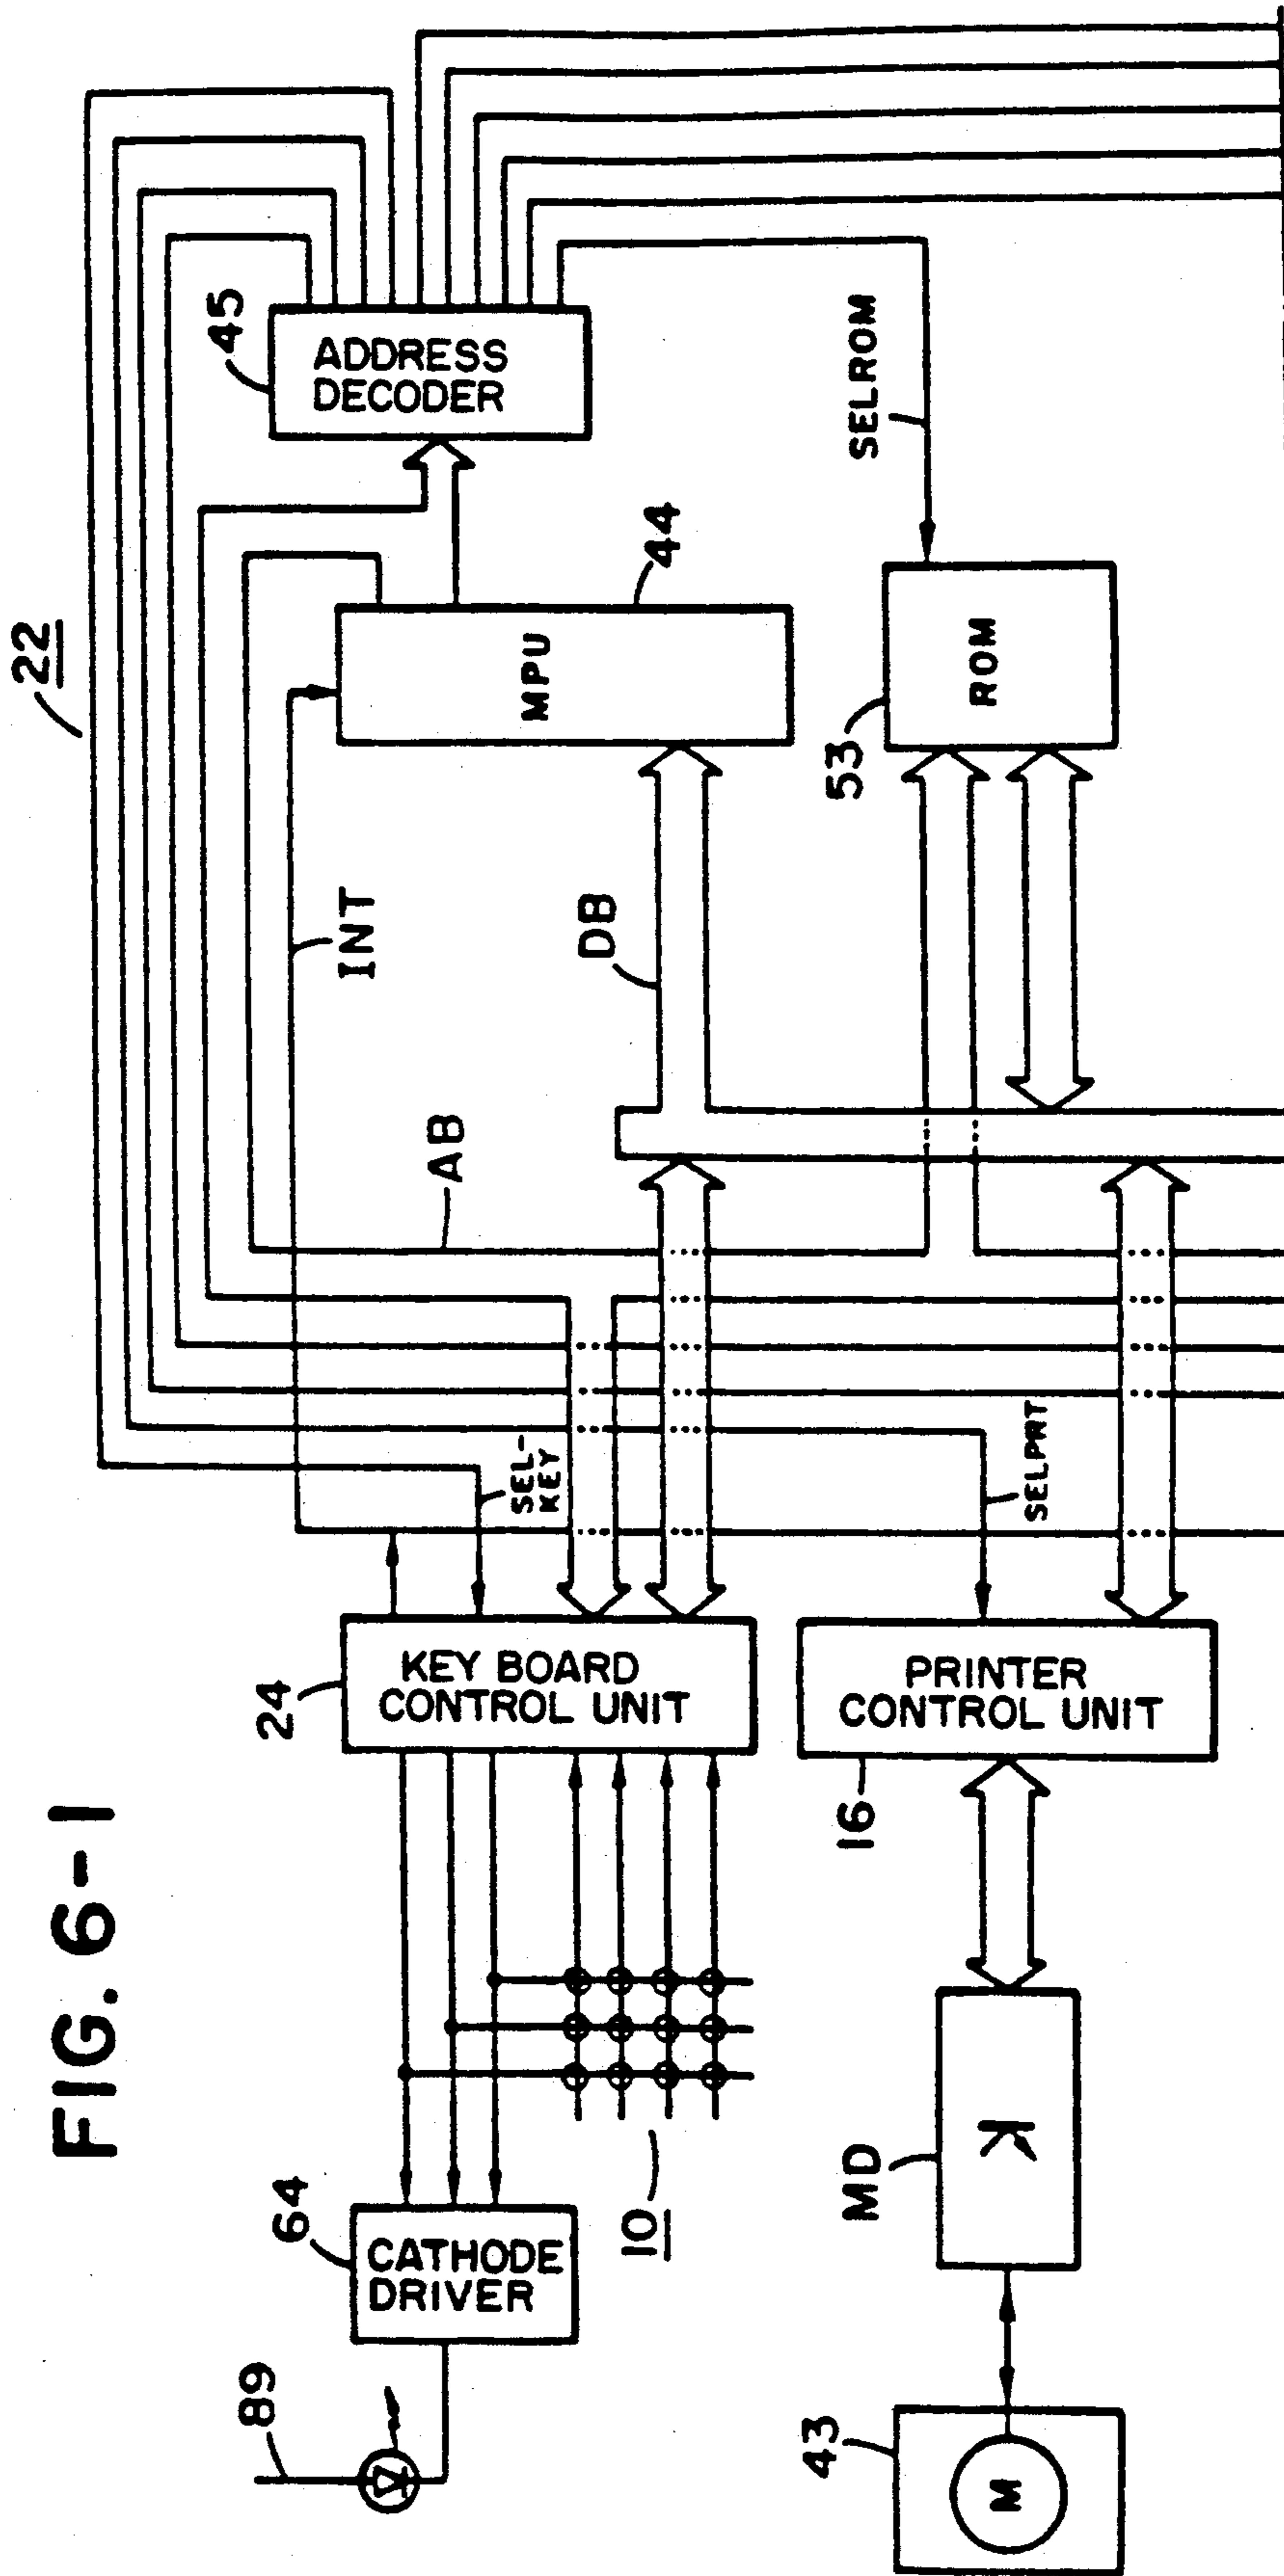 FIG. 6-1
22
89
64
CATHODE
DRIVER
10
24
KEY BOARD
CONTROL UNIT
SEL-
KEY
INT
AB
DB
MPU
44
45
ADDRESS
DECODER
43
M
MD
K
16
PRINTER
CONTROL UNIT
SELPRT
53
ROM
SELROM